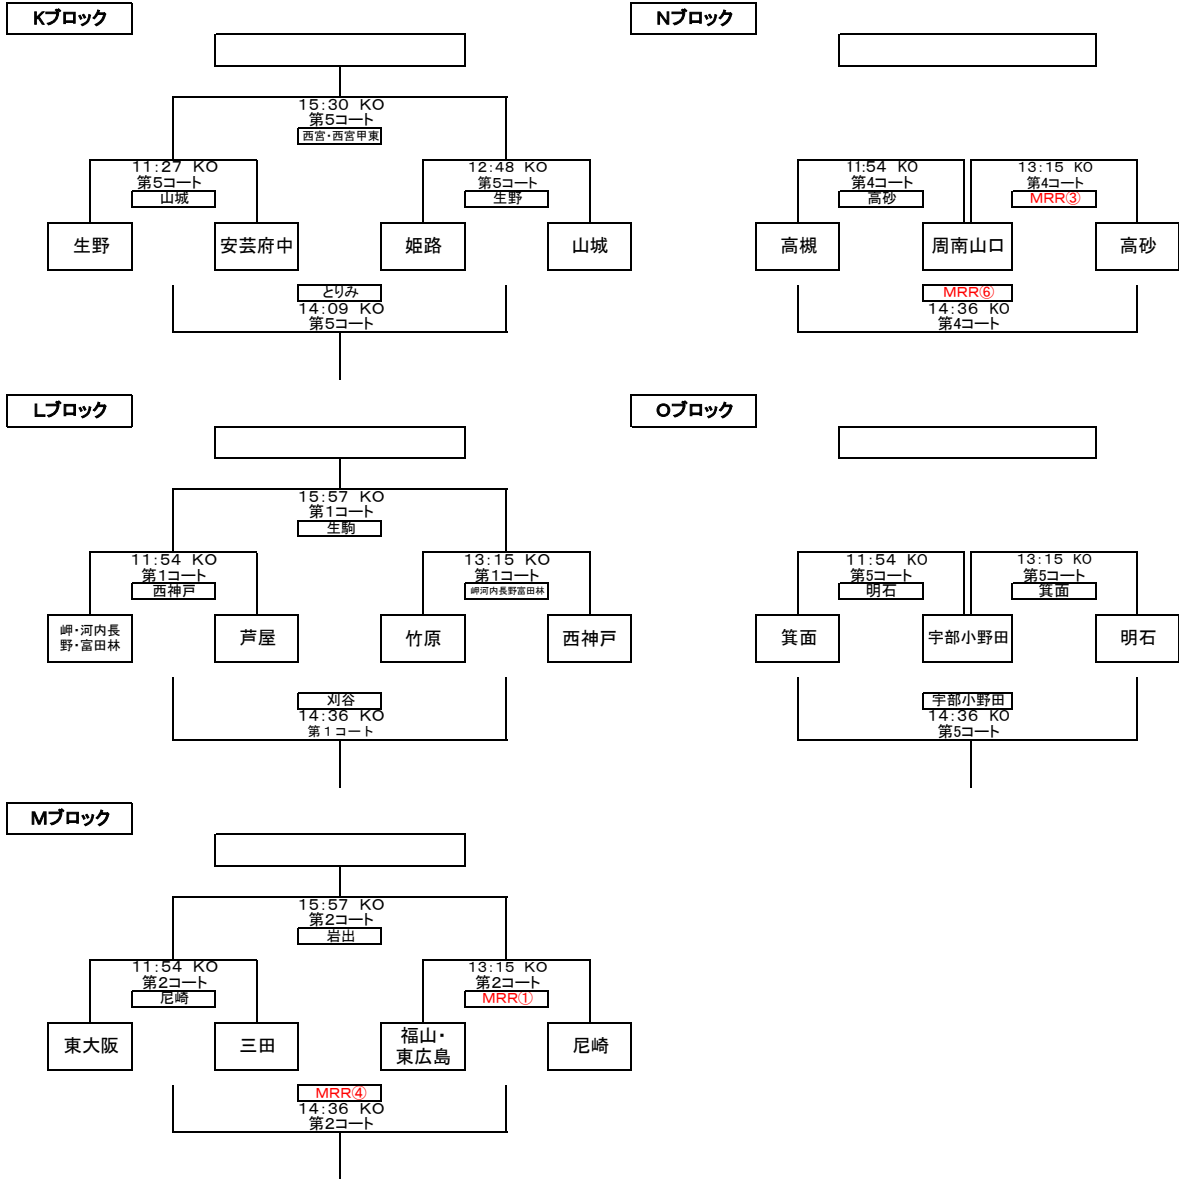 Kブロック
15:30 KO
第5コート
西宮・西宮甲東
11:27 KO
第5コート
山城
12:48 KO
第5コート
生野
生野
安芸府中
姫路
山城
とりみ
14:09 KO
第5コート
Nブロック
11:54 KO
第4コート
高砂
13:15 KO
第4コート
MRR③
高槻
周南山口
高砂
MRR⑥
14:36 KO
第4コート
Lブロック
15:57 KO
第1コート
生駒
11:54 KO
第1コート
西神戸
13:15 KO
第1コート
岬河内長野富田林
岬・河内長
野・富田林
芦屋
竹原
西神戸
刈谷
14:36 KO
第1コート
Oブロック
11:54 KO
第5コート
明石
13:15 KO
第5コート
箕面
箕面
宇部小野田
明石
宇部小野田
14:36 KO
第5コート
Mブロック
15:57 KO
第2コート
岩出
11:54 KO
第2コート
尼崎
13:15 KO
第2コート
MRR①
東大阪
三田
福山・
東広島
尼崎
MRR④
14:36 KO
第2コート